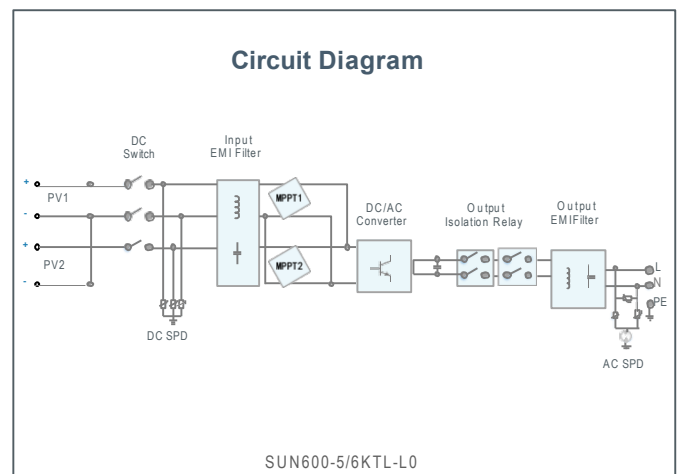 Circuit Diagram
DC
Switch
Input
EMI Filter
+
PV1
-
+
PV2
-
MPPT1
MPPT2
DC SPD
DC/AC
Converter
Output
Isolation Relay
Output
EMIFilter
L
N
PE
AC SPD
SUN600-5/6KTL-L0